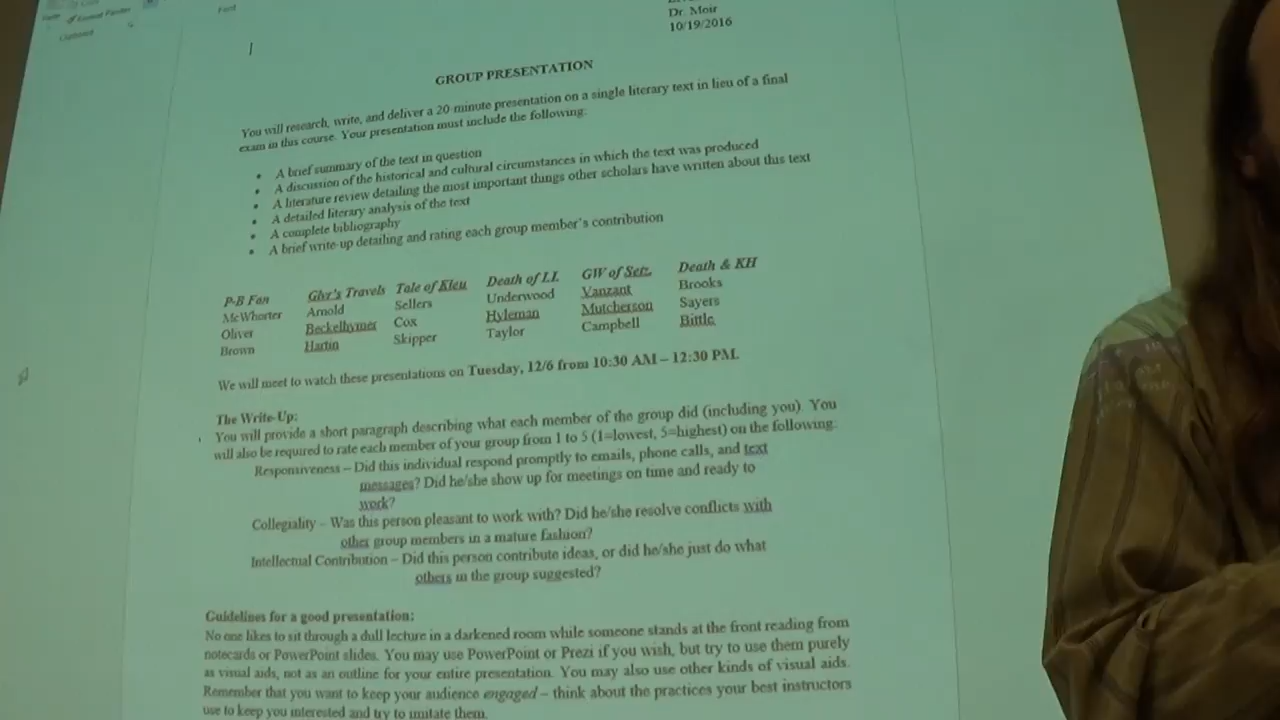 Format Painter
Clipboard
Font
Dr. Moir
10/19/2016
GROUP PRESENTATION
You will research, write, and deliver a 20-minute presentation on a single literary text in lieu of a final
exam in this course. Your presentation must include the following:
• A brief summary of the text in question
• A discussion of the historical and cultural circumstances in which the text was produced
• A literature review detailing the most important things other scholars have written about this text
• A detailed literary analysis of the text
• A complete bibliography
• A brief write-up detailing and rating each group member's contribution
P-B Fan Glvr's Travels Tale of Kieu Death of I.I. GW of Setz. Death & KH
McWhorter Arnold Sellers Underwood Vanzant Brooks
Oliver Beckelhymer Cox Hyleman Mutcherson Sayers
Brown Hartin Skipper Taylor Campbell Bittle
We will meet to watch these presentations on Tuesday, 12/6 from 10:30 AM – 12:30 PM.
The Write-Up:
You will provide a short paragraph describing what each member of the group did (including you). You
will also be required to rate each member of your group from 1 to 5 (1=lowest, 5=highest) on the following:
Responsiveness – Did this individual respond promptly to emails, phone calls, and text
messages? Did he/she show up for meetings on time and ready to
work?
Collegiality – Was this person pleasant to work with? Did he/she resolve conflicts with
other group members in a mature fashion?
Intellectual Contribution – Did this person contribute ideas, or did he/she just do what
others in the group suggested?
Guidelines for a good presentation:
No one likes to sit through a dull lecture in a darkened room while someone stands at the front reading from
notecards or PowerPoint slides. You may use PowerPoint or Prezi if you wish, but try to use them purely
as visual aids, not as an outline for your entire presentation. You may also use other kinds of visual aids.
Remember that you want to keep your audience engaged – think about the practices your best instructors
use to keep you interested and try to imitate them.